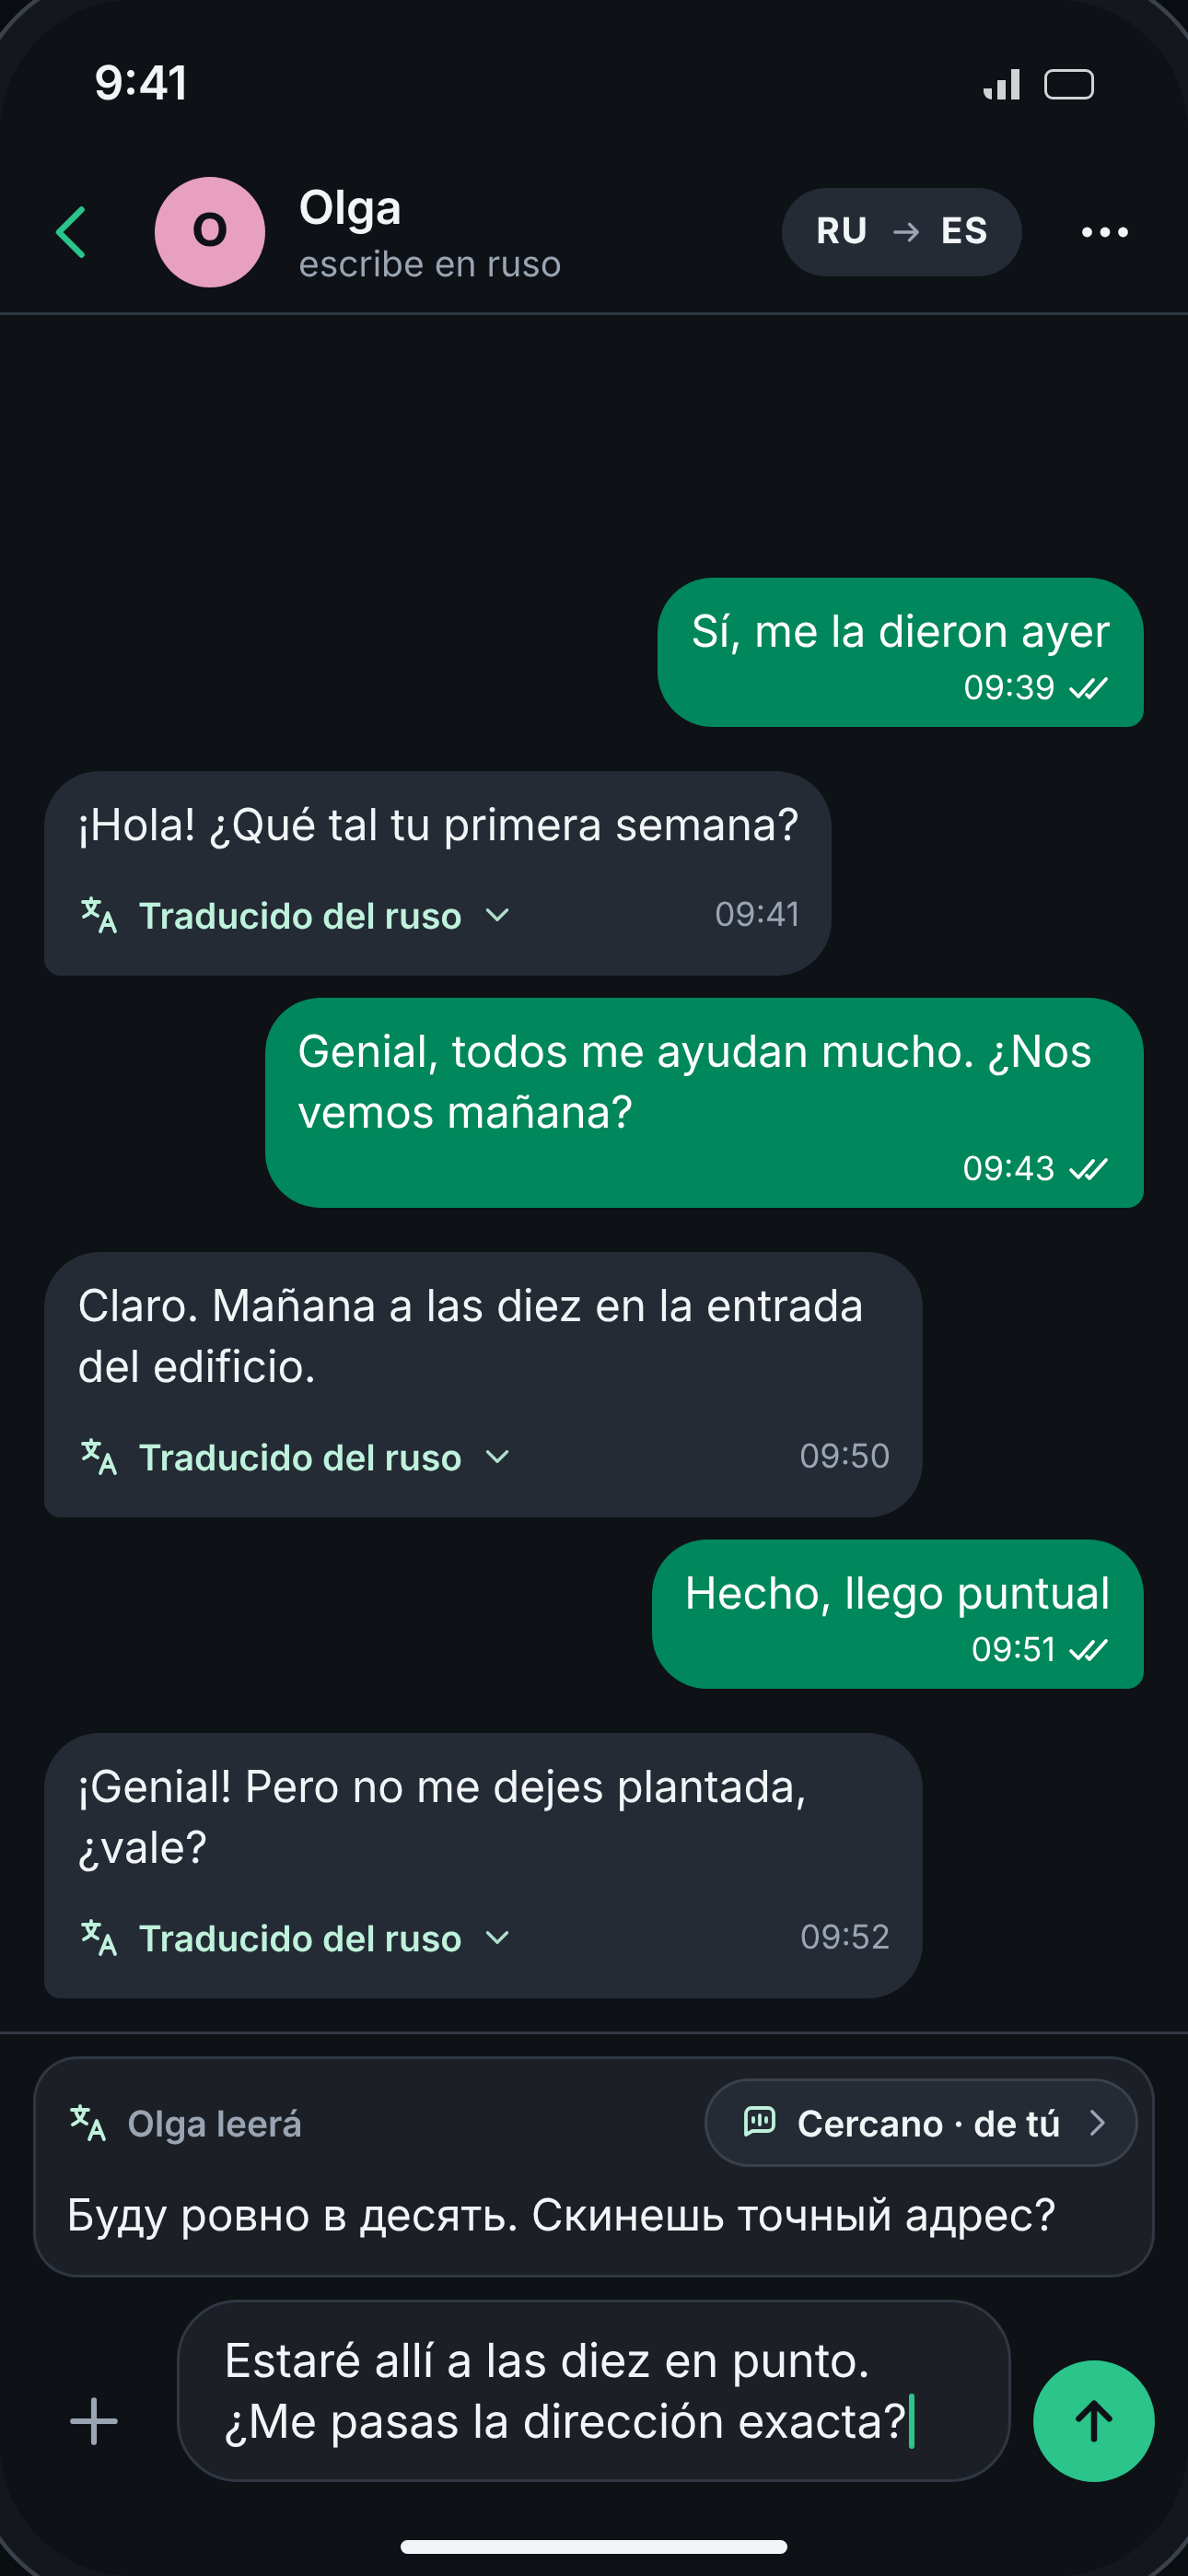 9:41
O
Olga
escribe en ruso
RU → ES
Sí, me la dieron ayer
09:39
¡Hola! ¿Qué tal tu primera semana?
Traducido del ruso
09:41
Genial, todos me ayudan mucho. ¿Nos
vemos mañana?
09:43
Claro. Mañana a las diez en la entrada
del edificio.
Traducido del ruso
09:50
Hecho, llego puntual
09:51
¡Genial! Pero no me dejes plantada,
¿vale?
Traducido del ruso
09:52
Olga leerá
Cercano · de tú
Буду ровно в десять. Скинешь точный адрес?
Estaré allí a las diez en punto.
¿Me pasas la dirección exacta?